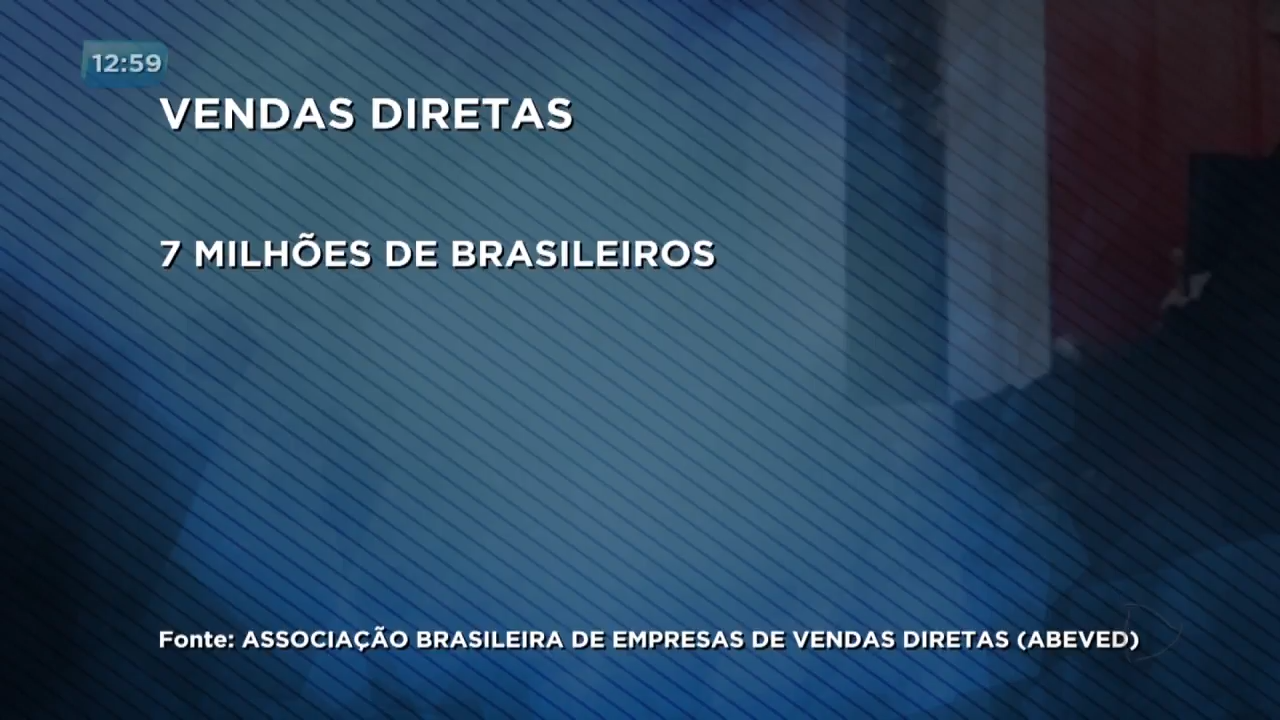 12:59
VENDAS DIRETAS
7 MILHÕES DE BRASILEIROS
Fonte: ASSOCIAÇÃO BRASILEIRA DE EMPRESAS DE VENDAS DIRETAS (ABEVED)